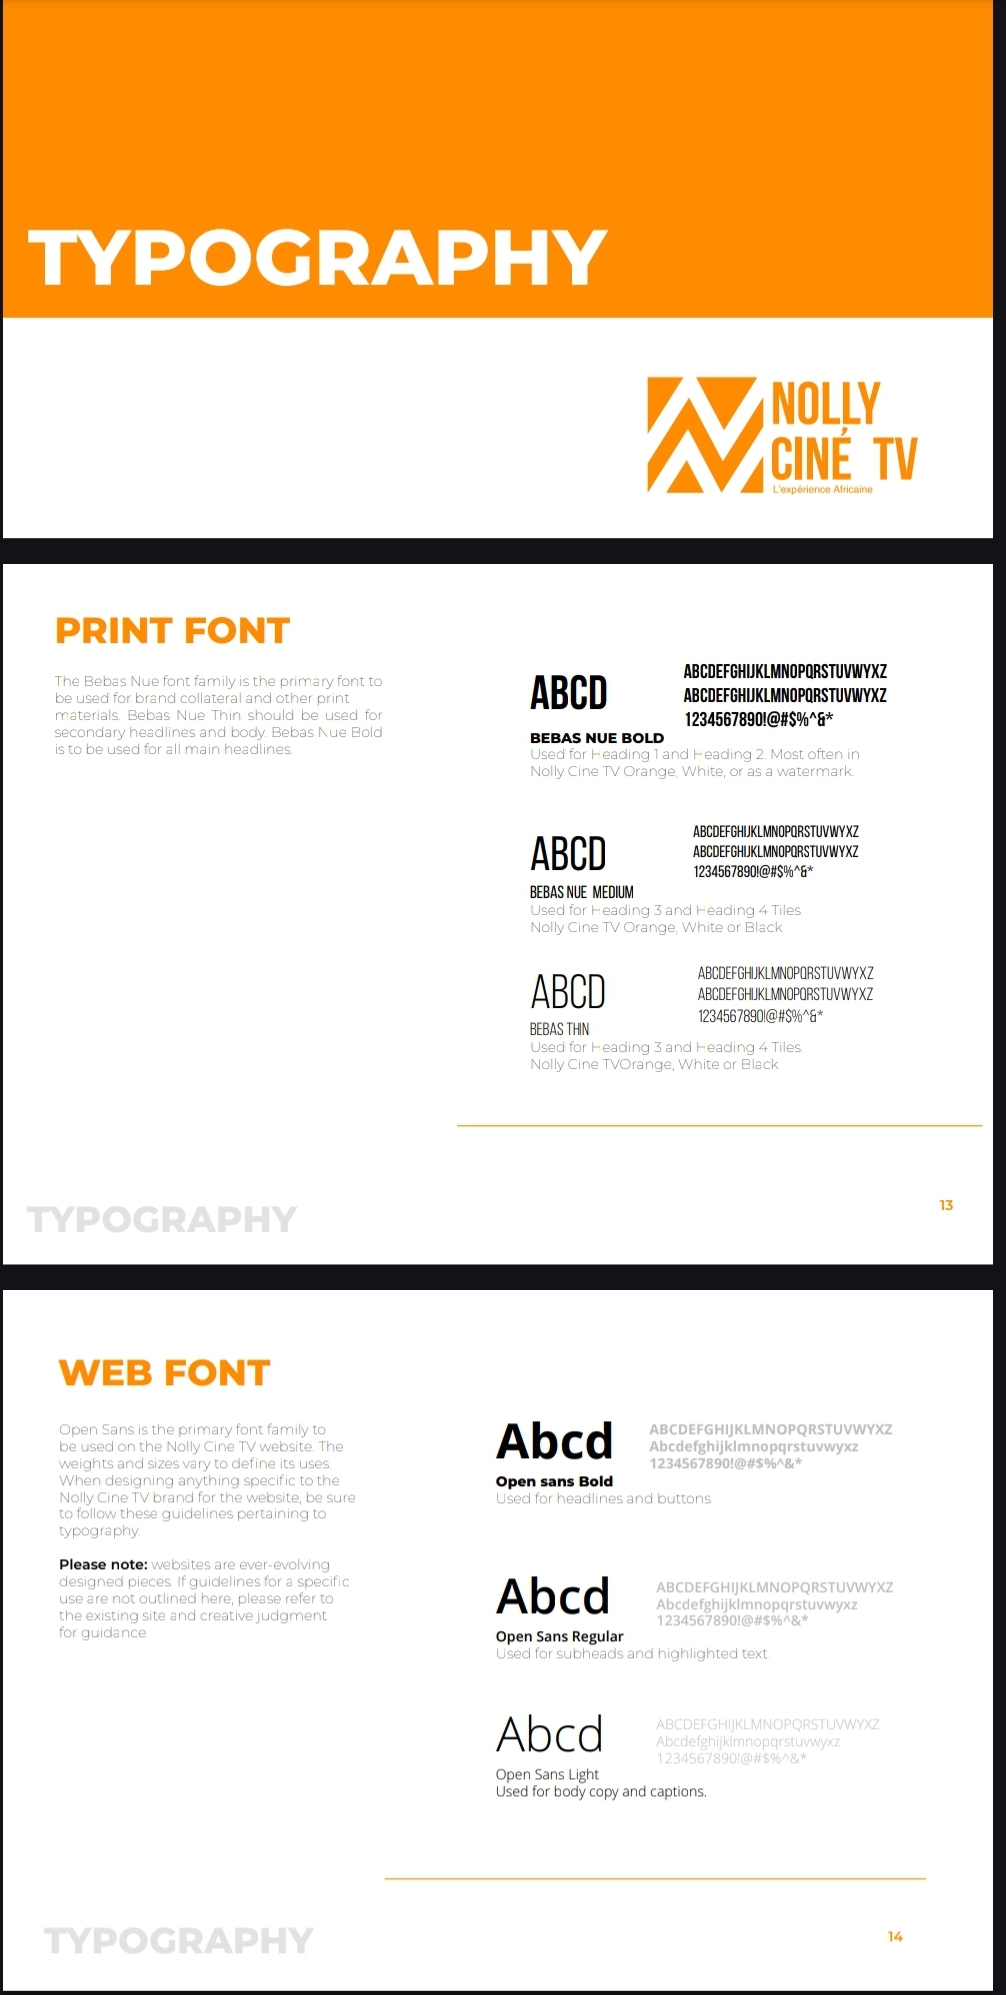 TYPOGRAPHY
NOLLY
CINÉ TV
L'expérience Africaine
PRINT FONT
The Bebas Nue font family is the primary font to
be used for brand collateral and other print
materials. Bebas Nue Thin should be used for
secondary headlines and body. Bebas Nue Bold
is to be used for all main headlines.
ABCD
ABCDEFGHIJKLMNOPQRSTUVWYXZ
ABCDEFGHIJKLMNOPQRSTUVWYXZ
1234567890!@#$%^&*
BEBAS NUE BOLD
Used for Heading 1 and Heading 2. Most often in
Nolly Cine TV Orange, White, or as a watermark.
ABCD
ABCDEFGHIJKLMNOPQRSTUVWYXZ
ABCDEFGHIJKLMNOPQRSTUVWYXZ
1234567890!@#$%^&*
BEBAS NUE MEDIUM
Used for Heading 3 and Heading 4 Tiles
Nolly Cine TV Orange, White or Black
ABCD
ABCDEFGHIJKLMNOPQRSTUVWYXZ
ABCDEFGHIJKLMNOPQRSTUVWYXZ
1234567890!@#$%^&*
BEBAS THIN
Used for Heading 3 and Heading 4 Tiles
Nolly Cine TVOrange, White or Black
TYPOGRAPHY
13
WEB FONT
Open Sans is the primary font family to
be used on the Nolly Cine TV website. The
weights and sizes vary to define its uses.
When designing anything specific to the
Nolly Cine TV brand for the website, be sure
to follow these guidelines pertaining to
typography.
Please note: websites are ever-evolving
designed pieces. If guidelines for a specific
use are not outlined here, please refer to
the existing site and creative judgment
for guidance
Abcd
ABCDEFGHIJKLMNOPQRSTUVWYXZ
Abcdefghijklmnopqrstuvwyxz
1234567890!@#$%^&*
Open sans Bold
Used for headlines and buttons.
Abcd
ABCDEFGHIJKLMNOPQRSTUVWYXZ
Abcdefghijklmnopqrstuvwyxz
1234567890!@#$%^&*
Open Sans Regular
Used for subheads and highlighted text.
Abcd
ABCDEFGHIJKLMNOPQRSTUVWYXZ
Abcdefghijklmnopqrstuvwyxz
1234567890!@#$%^&*
Open Sans Light
Used for body copy and captions.
TYPOGRAPHY
14